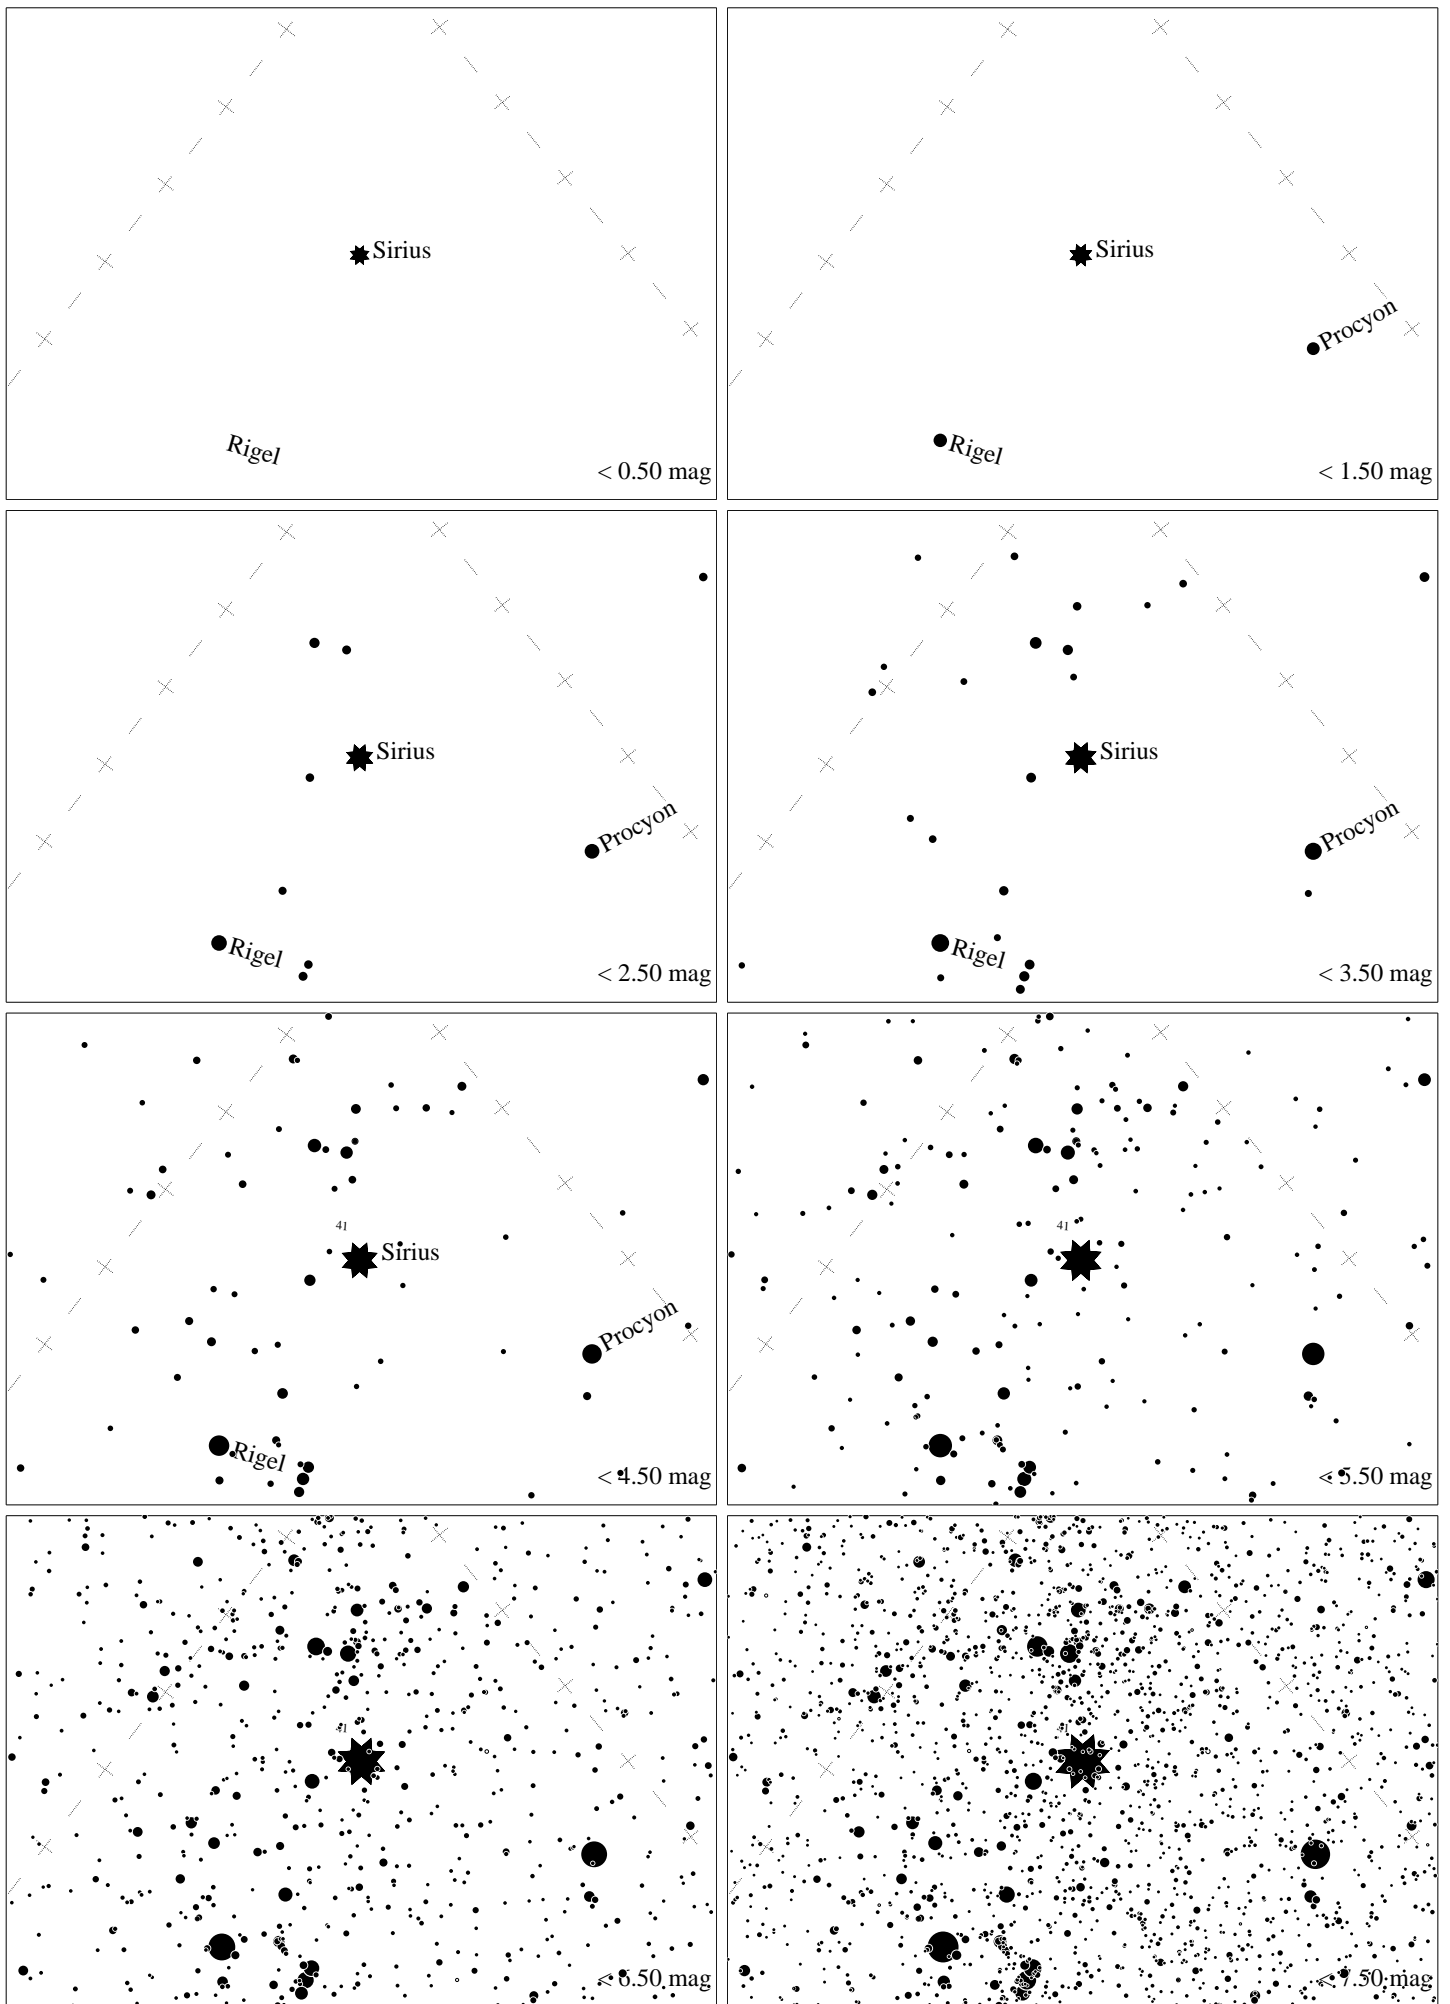 Sirius
Rigel
< 0.50 mag
Sirius
Procyon
Rigel
< 1.50 mag
Sirius
Procyon
Rigel
< 2.50 mag
Sirius
Procyon
Rigel
< 3.50 mag
41
Sirius
Procyon
Rigel
< 4.50 mag
41
< 5.50 mag
41
< 6.50 mag
41
< 7.50 mag